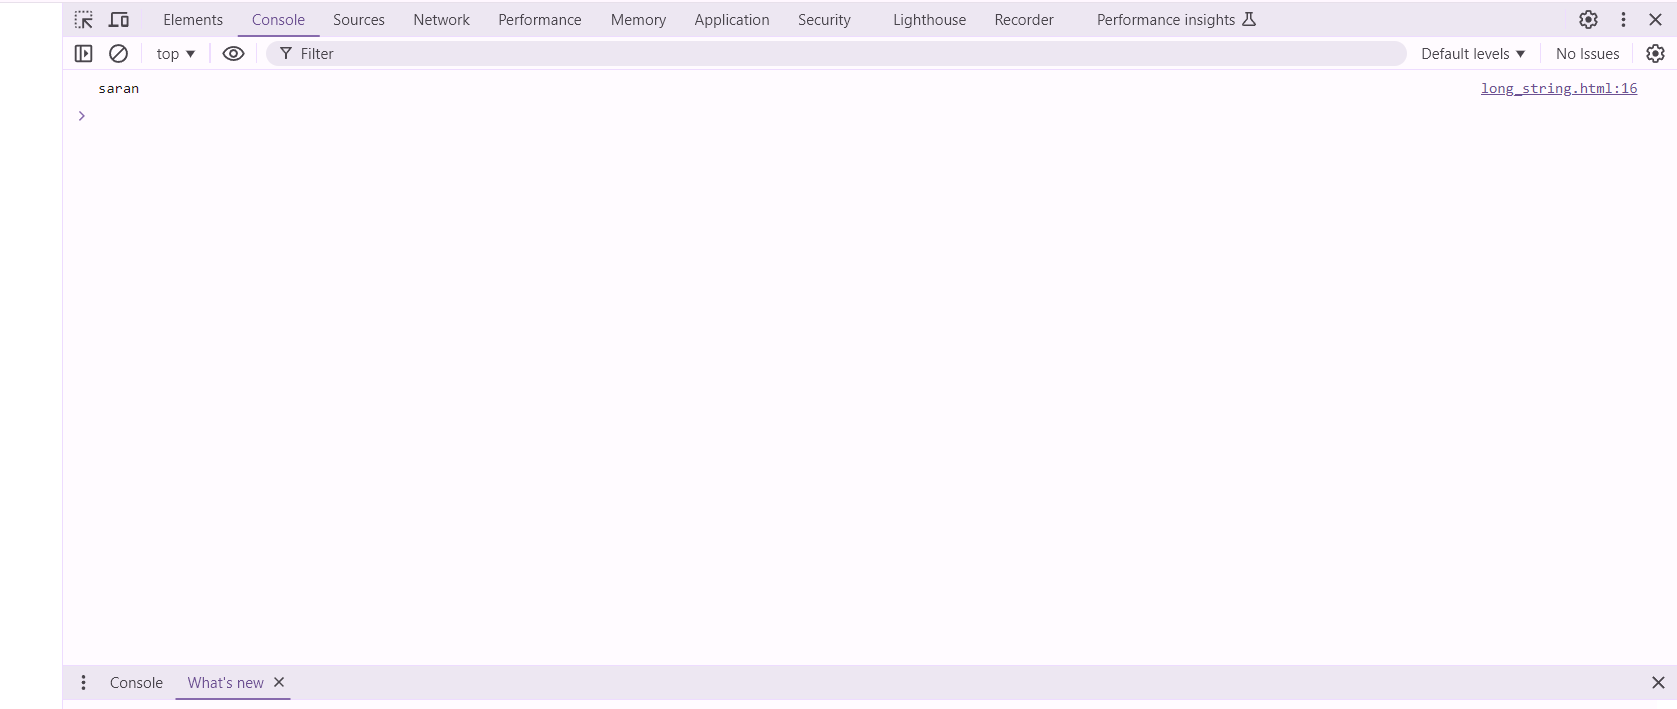 Elements Console Sources Network Performance Memory Application Security Lighthouse Recorder Performance insights
top Filter Default levels No Issues
saran long_string.html:16
Console What's new